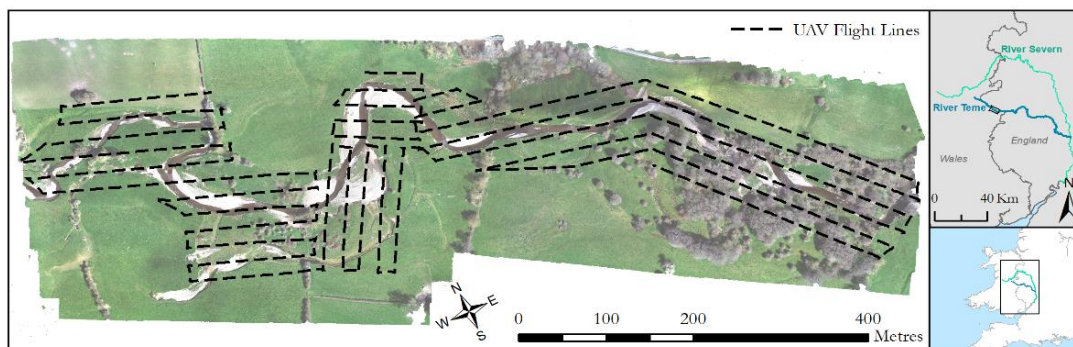 UAV Flight Lines
N
W
E
S
0 100 200 400
Metres
River Severn
River Teme
England
Wales
N
0 40 Km